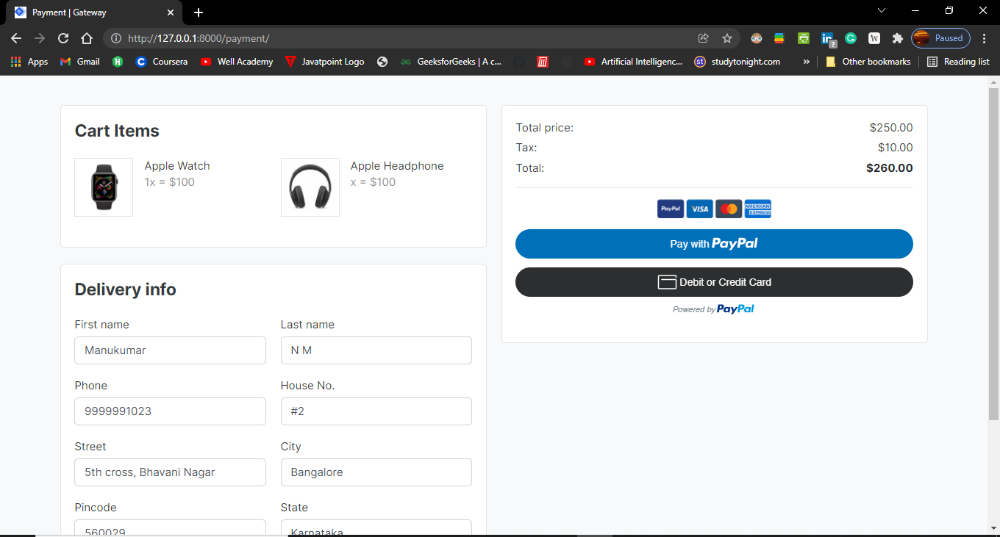 Payment | Gateway
http://127.0.0.1:8000/payment/
Paused
Apps
Gmail
Coursera
Well Academy
Javatpoint Logo
GeeksforGeeks | A c...
Artificial Intelligenc...
st
studytonight.com
»
Other bookmarks
Reading list
Cart Items
Apple Watch
1x = $100
Apple Headphone
x = $100
Delivery info
First name
Last name
Manukumar
N M
Phone
House No.
9999991023
#2
Street
City
5th cross, Bhavani Nagar
Bangalore
Pincode
State
560029
Karnataka
Total price:
$250.00
Tax:
$10.00
Total:
$260.00
PayPal
VISA
AMERICAN
EXPRESS
Pay with PayPal
Debit or Credit Card
Powered by PayPal